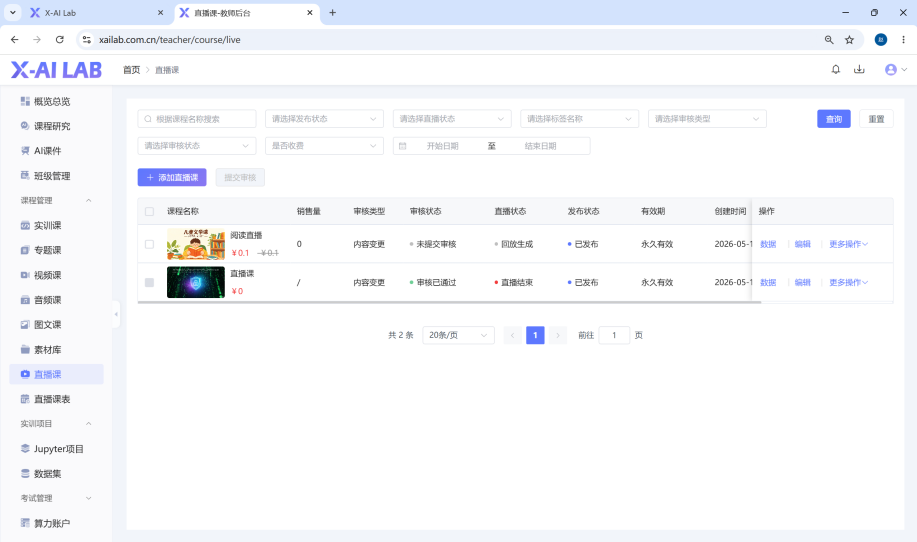 X-AI Lab
直播课-教师后台
xailab.com.cn/teacher/course/live
X-AI LAB
首页 > 直播课
概览总览
课程研究
AI课件
班级管理
课程管理
实训课
专题课
视频课
音频课
图文课
素材库
直播课
直播课表
实训项目
Jupyter项目
数据集
考试管理
算力账户
根据课程名称搜索 请选择发布状态 请选择直播状态 请选择标签名称 请选择审核类型 查询 重置
请选择审核状态 是否收费 开始日期 至 结束日期
+ 添加直播课 提交审核
课程名称 销售量 审核类型 审核状态 直播状态 发布状态 有效期 创建时间 操作
儿童文学课
阅读直播
¥0.1 ¥0.1
0 内容变更 未提交审核 回放生成 已发布 永久有效 2026-05-1 数据 编辑 更多操作
直播课
¥0
/ 内容变更 审核已通过 直播结束 已发布 永久有效 2026-05-1 数据 编辑 更多操作
共 2 条 20条/页 < 1 > 前往 1 页